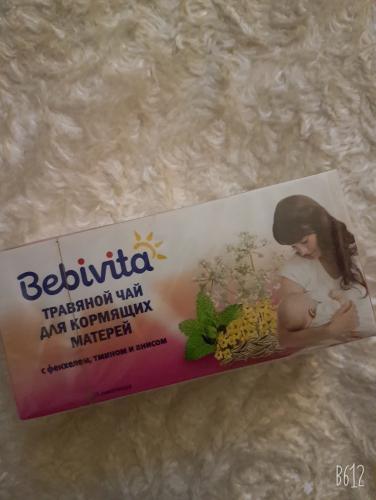 Bebivita
ТРАВЯНОЙ ЧАЙ
ДЛЯ КОРМЯЩИХ
МАТЕРЕЙ
с фенхелем, тмином и анисом
B612